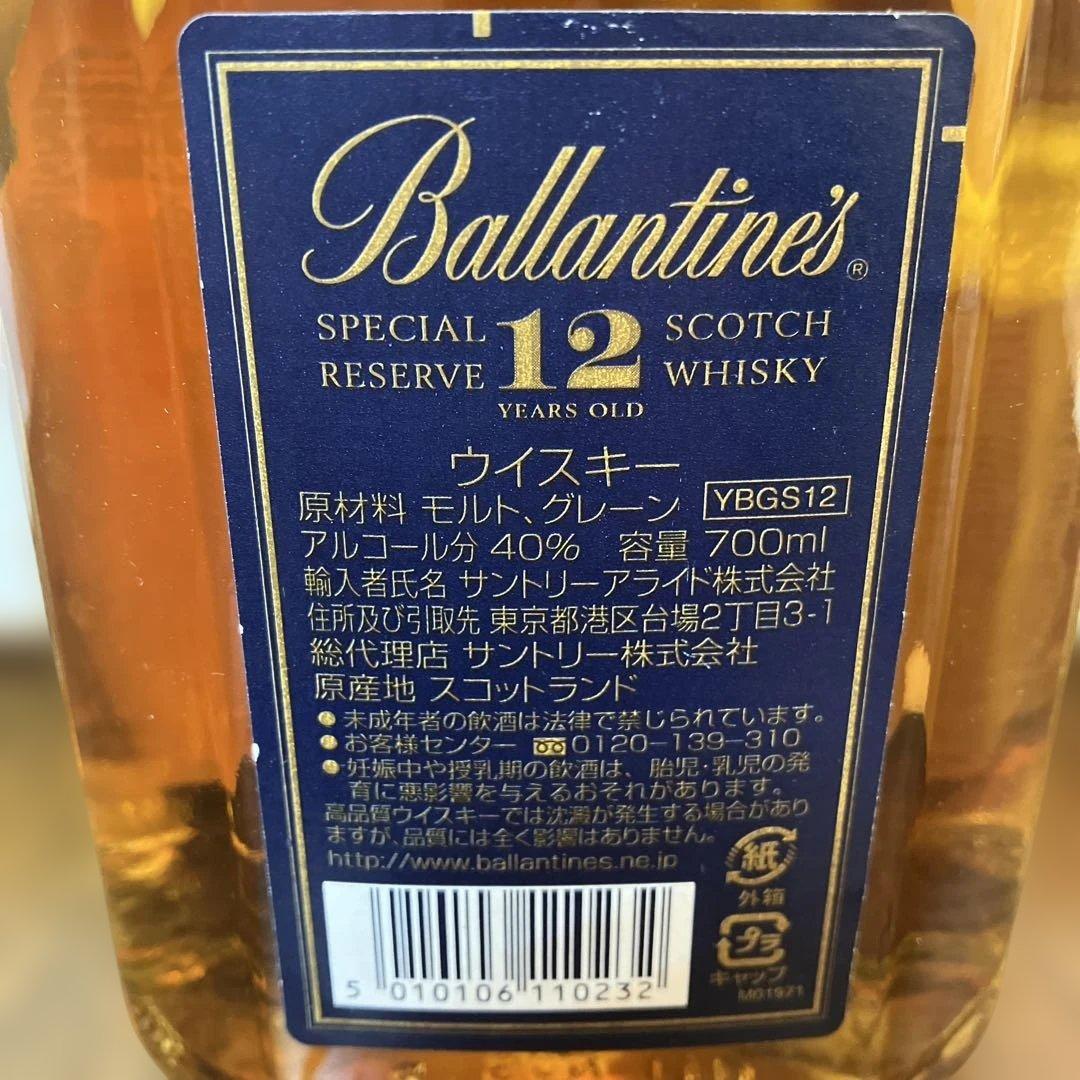 Ballantine's®
SPECIAL RESERVE 12 YEARS OLD SCOTCH WHISKY
ウイスキー
原材料 モルト、グレーン YBGS12
アルコール分 40% 容量 700ml
輸入者氏名 サントリーアライド株式会社
住所及び引取先 東京都港区台場2丁目3-1
総代理店 サントリー株式会社
原産地 スコットランド
●未成年者の飲酒は法律で禁じられています。
●お客様センター 0120-139-310
●妊娠中や授乳期の飲酒は、胎児・乳児の発
育に悪影響を与えるおそれがあります。
高品質ウイスキーでは沈澱が発生する場合があり
ますが、品質には全く影響はありません。
http://www.ballantines.ne.jp
紙
外箱
プラ
キャップ
M01971
5 010106 110232